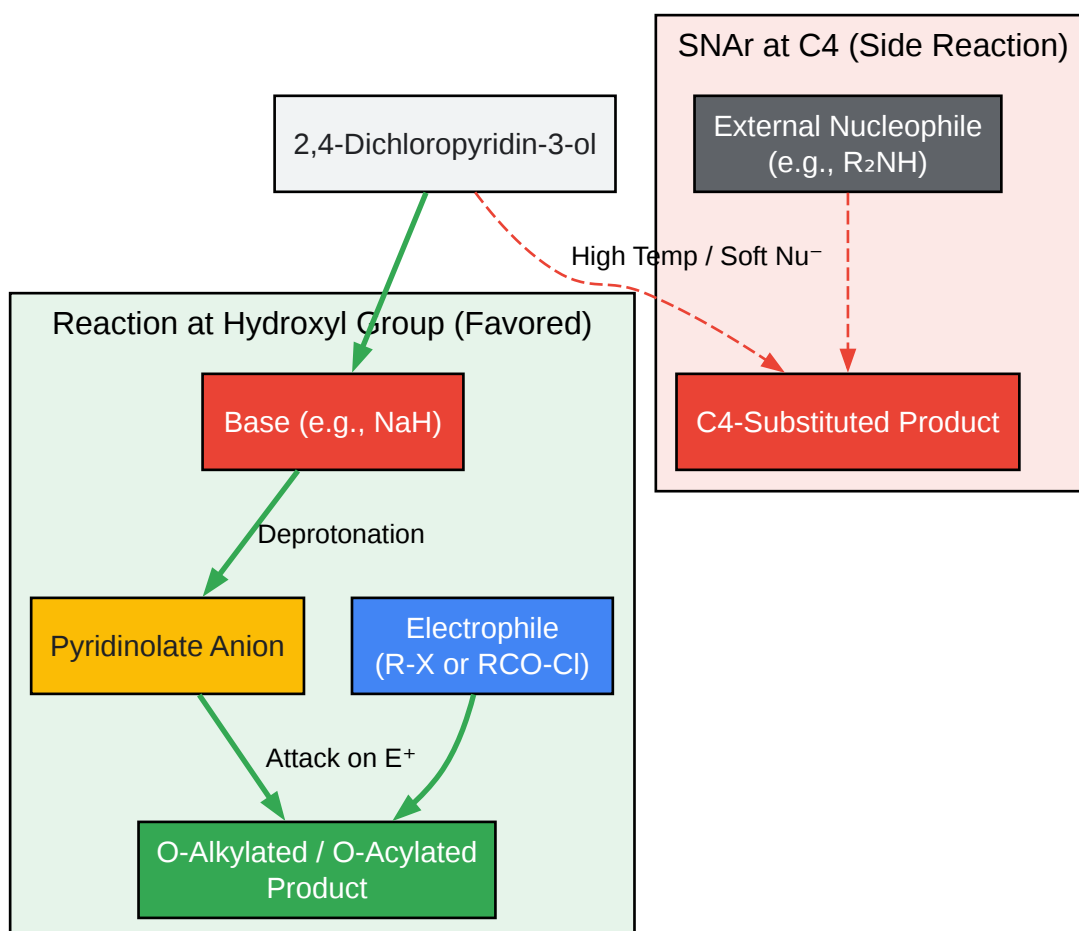 SNAr at C4 (Side Reaction)
2,4-Dichloropyridin-3-ol
External Nucleophile
(e.g., R₂NH)
High Temp / Soft Nu⁻
Reaction at Hydroxyl Group (Favored)
Base (e.g., NaH)
C4-Substituted Product
Deprotonation
Pyridinolate Anion
Electrophile
(R-X or RCO-Cl)
Attack on E⁺
O-Alkylated / O-Acylated
Product